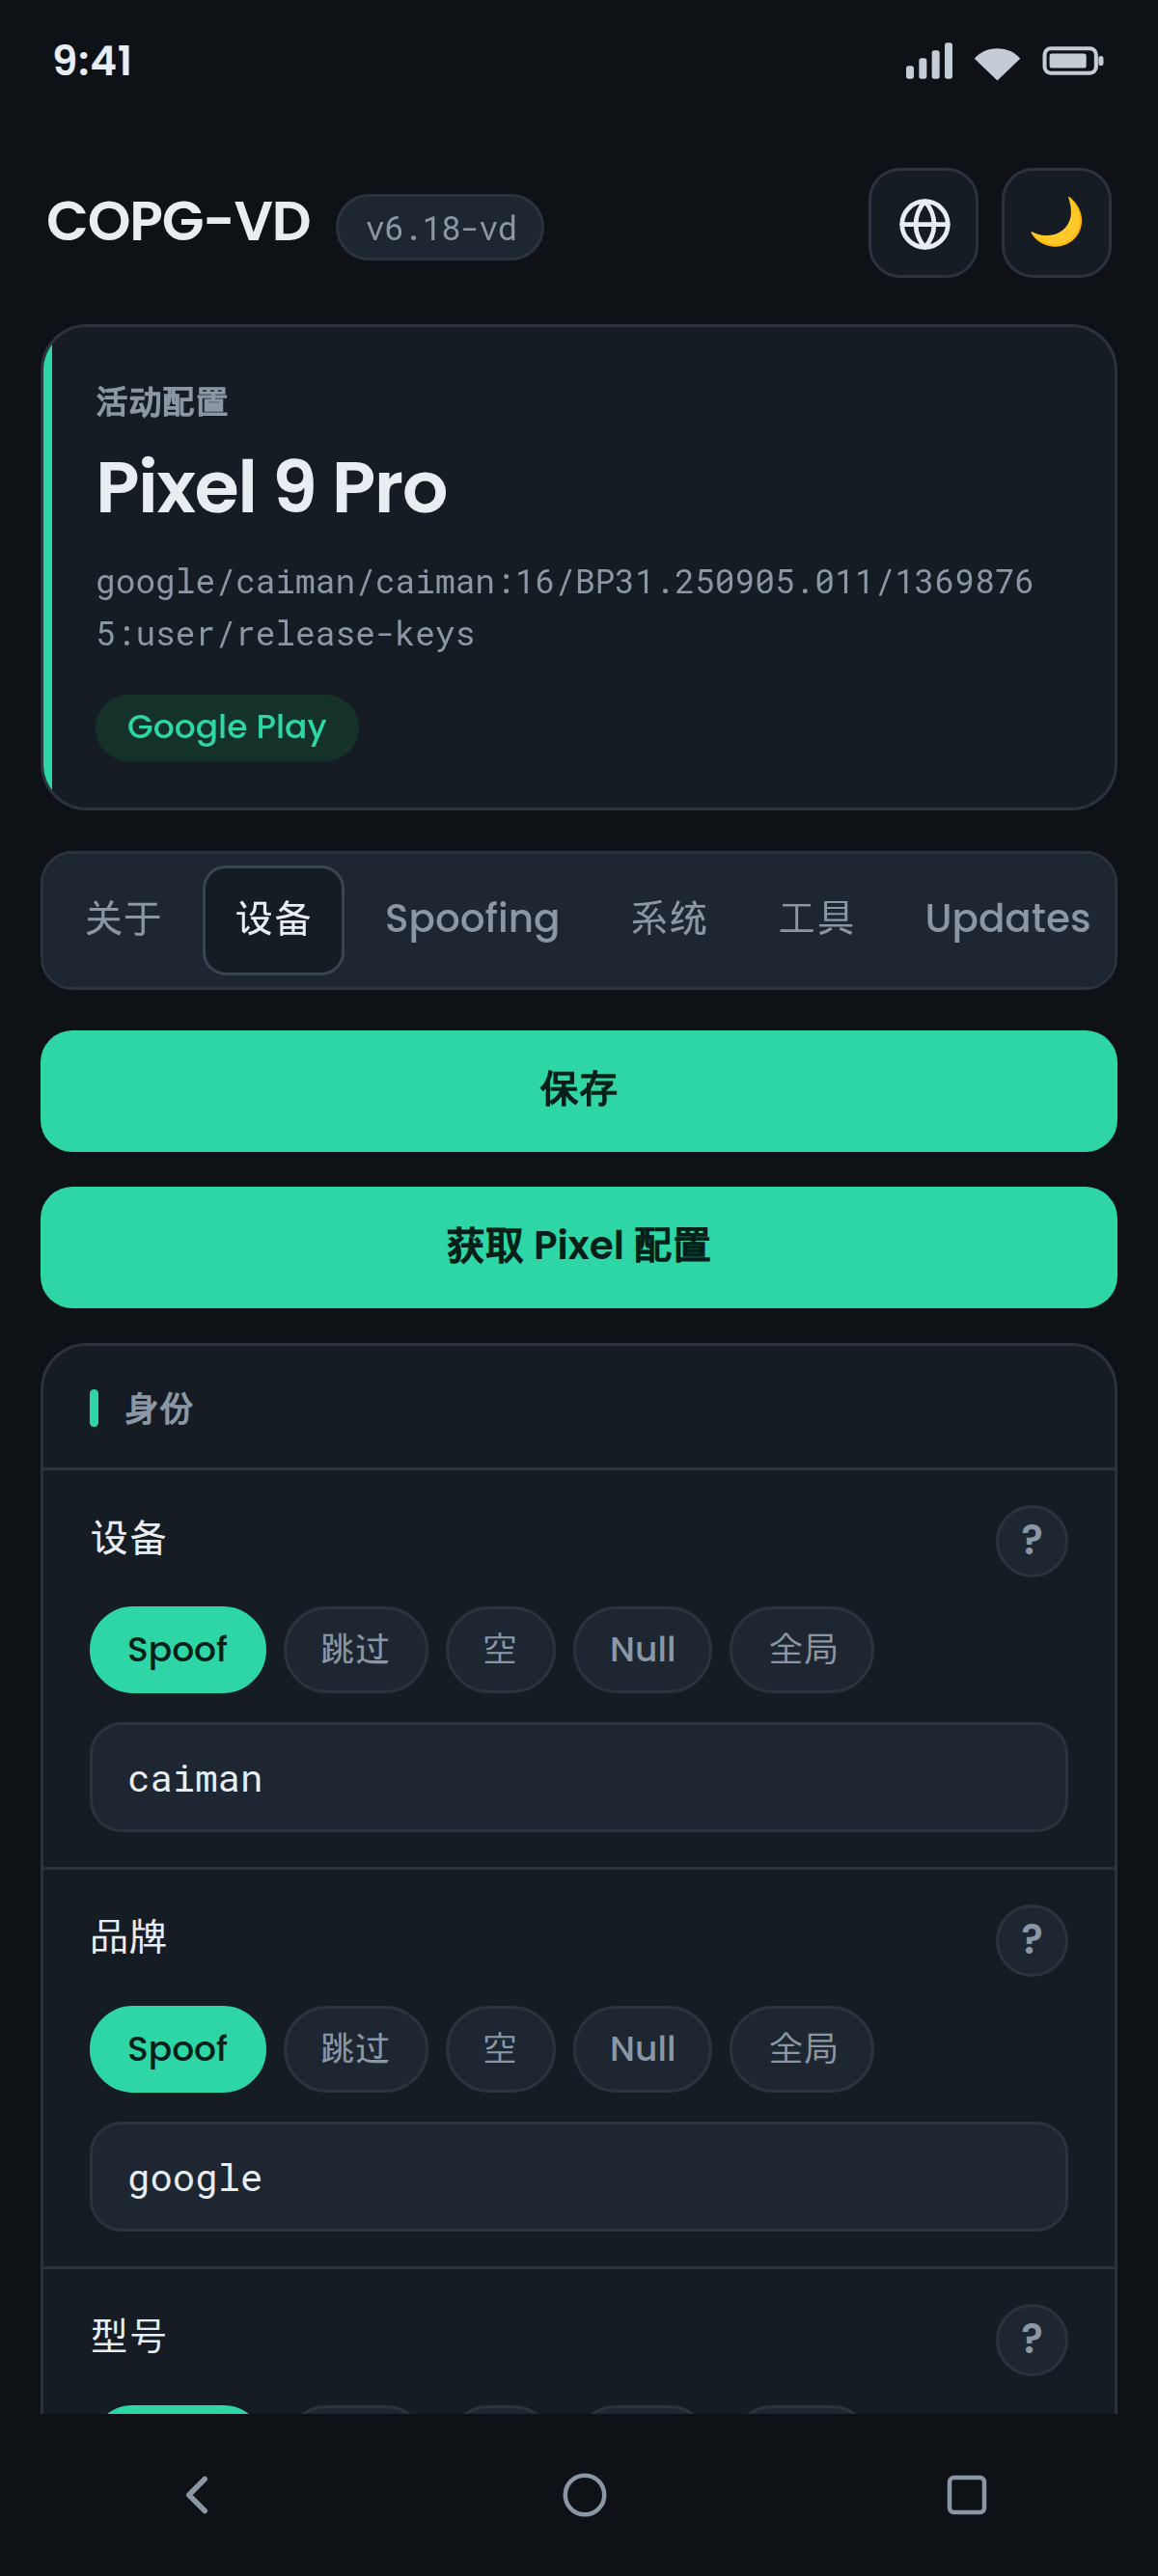 9:41
COPG-VD v6.18-vd
活动配置
Pixel 9 Pro
google/caiman/caiman:16/BP31.250905.011/1369876
5:user/release-keys
Google Play
关于 设备 Spoofing 系统 工具 Updates
保存
获取 Pixel 配置
身份
设备 ?
Spoof 跳过 空 Null 全局
caiman
品牌 ?
Spoof 跳过 空 Null 全局
google
型号 ?